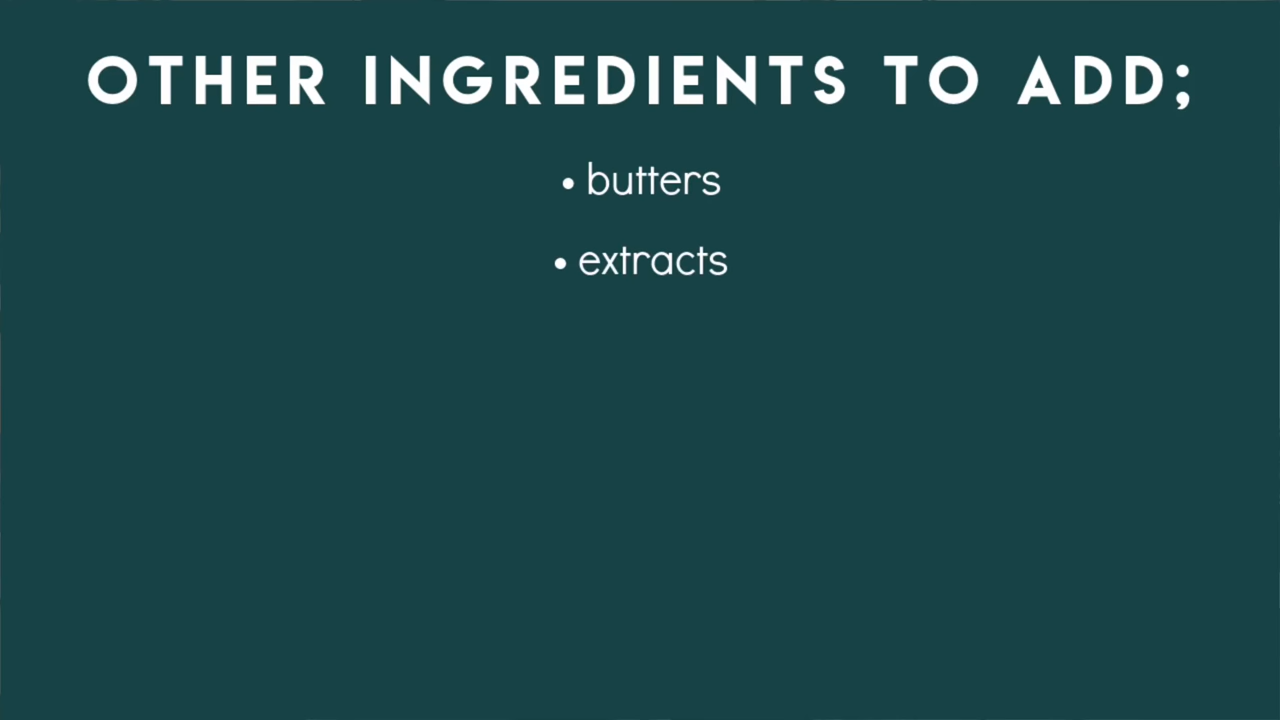 OTHER INGREDIENTS TO ADD;
• butters
• extracts